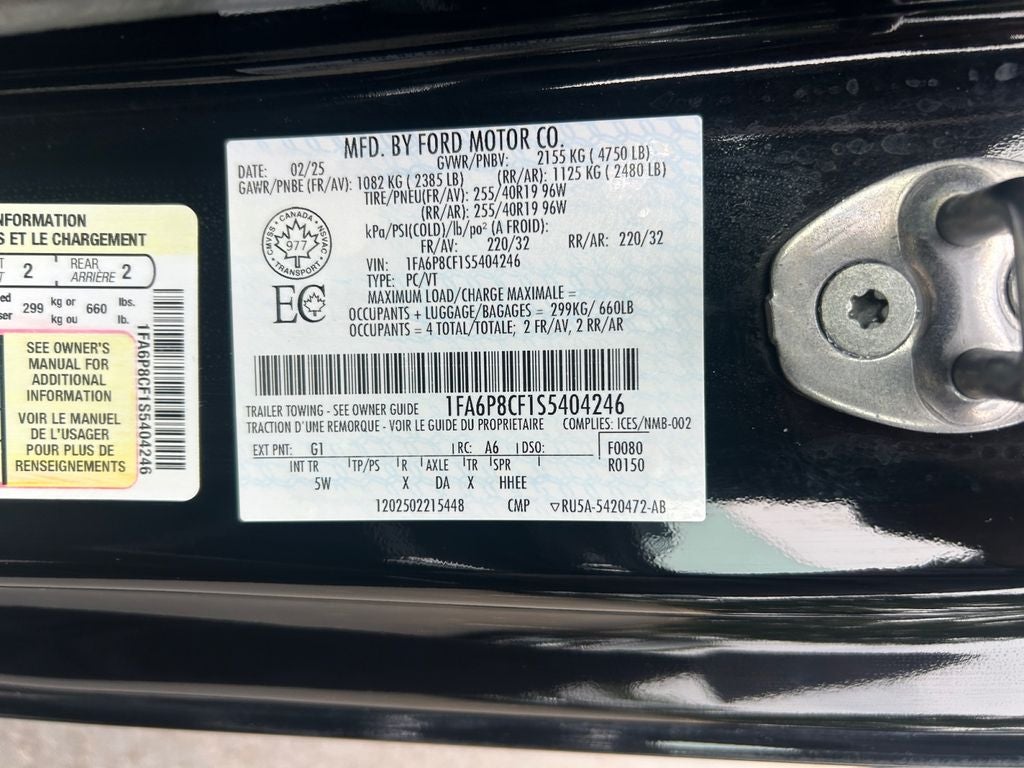 INFORMATION
S ET LE CHARGEMENT
2 REAR ARRIÈRE 2
299 kg or kg ou 660 lbs. lb.
SEE OWNER'S
MANUAL FOR
ADDITIONAL
INFORMATION
VOIR LE MANUEL
DE L'USAGER
POUR PLUS DE
RENSEIGNEMENTS
1FA6P8CF1S5404246
MFD. BY FORD MOTOR CO.
DATE: 02/25 GVWR/PNBV: 2155 KG ( 4750 LB)
GAWR/PNBE (FR/AV): 1082 KG ( 2385 LB) (RR/AR): 1125 KG ( 2480 LB)
TIRE/PNEU(FR/AV): 255/40R19 96W
(RR/AR): 255/40R19 96W
kPa/PSI(COLD)/lb/po² (A FROID):
FR/AV: 220/32 RR/AR: 220/32
VIN: 1FA6P8CF1S5404246
TYPE: PC/VT
MAXIMUM LOAD/CHARGE MAXIMALE =
OCCUPANTS + LUGGAGE/BAGAGES = 299KG/ 660LB
OCCUPANTS = 4 TOTAL/TOTALE; 2 FR/AV, 2 RR/AR
CANADA
CMVSS 977 NSVAC
TRANSPORT
EC
TRAILER TOWING - SEE OWNER GUIDE 1FA6P8CF1S5404246
TRACTION D'UNE REMORQUE - VOIR LE GUIDE DU PROPRIETAIRE COMPLIES: ICES/NMB-002
EXT PNT: G1 RC: A6 DSO: F0080
INT TR TP/PS R AXLE TR SPR R0150
5W X DA X HHEE
1202502215448 CMP ▽RU5A-5420472-AB